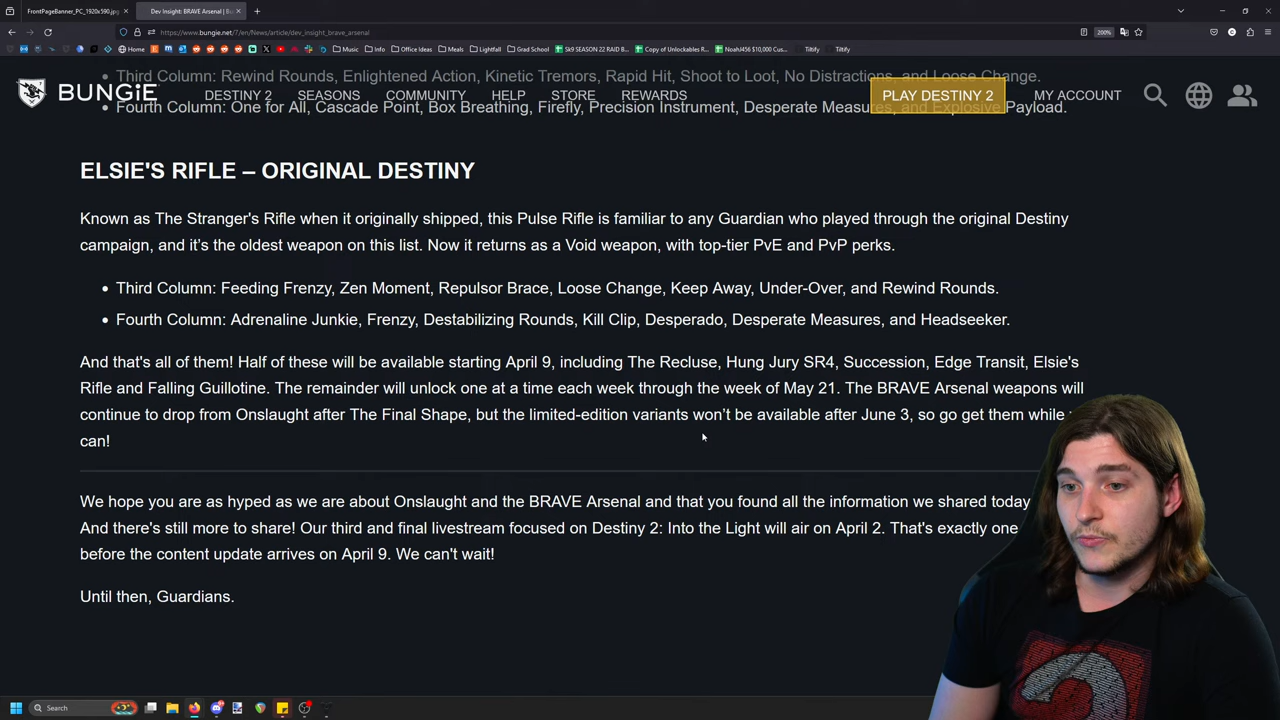 FrontPageBanner_PC_1920x590.jpg
Dev Insight: BRAVE Arsenal | Bu
https://www.bungie.net/7/en/News/article/dev_insight_brave_arsenal
200%
Home
Music
Info
Office Ideas
Meals
Lightfall
Grad School
Sk9 SEASON 22 RAID B...
Copy of Unlockables R...
NoahJ456 $10,000 Cus...
Tiltify
Tiltify
Third Column: Rewind Rounds, Enlightened Action, Kinetic Tremors, Rapid Hit, Shoot to Loot, No Distractions, and Loose Change.
BUNGiE
DESTINY 2
SEASONS
COMMUNITY
HELP
STORE
REWARDS
PLAY DESTINY 2
MY ACCOUNT
Fourth Column: One for All, Cascade Point, Box Breathing, Firefly, Precision Instrument, Desperate Measures, and Explosive Payload.
ELSIE'S RIFLE – ORIGINAL DESTINY
Known as The Stranger's Rifle when it originally shipped, this Pulse Rifle is familiar to any Guardian who played through the original Destiny
campaign, and it's the oldest weapon on this list. Now it returns as a Void weapon, with top-tier PvE and PvP perks.
Third Column: Feeding Frenzy, Zen Moment, Repulsor Brace, Loose Change, Keep Away, Under-Over, and Rewind Rounds.
Fourth Column: Adrenaline Junkie, Frenzy, Destabilizing Rounds, Kill Clip, Desperado, Desperate Measures, and Headseeker.
And that's all of them! Half of these will be available starting April 9, including The Recluse, Hung Jury SR4, Succession, Edge Transit, Elsie's
Rifle and Falling Guillotine. The remainder will unlock one at a time each week through the week of May 21. The BRAVE Arsenal weapons will
continue to drop from Onslaught after The Final Shape, but the limited-edition variants won't be available after June 3, so go get them while
can!
We hope you are as hyped as we are about Onslaught and the BRAVE Arsenal and that you found all the information we shared today
And there's still more to share! Our third and final livestream focused on Destiny 2: Into the Light will air on April 2. That's exactly one
before the content update arrives on April 9. We can't wait!
Until then, Guardians.
Search